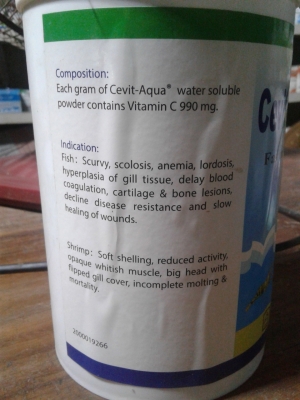 Composition:
Each gram of Cevit-Aqua® water soluble
powder contains Vitamin C 990 mg.
Indication:
Fish: Scurvy, scolosis, anemia, lordosis,
hyperplasia of gill tissue, delay blood
coagulation, cartilage & bone lesions,
decline disease resistance and slow
healing of wounds.
Shrimp: Soft shelling, reduced activity,
opaque whitish muscle, big head with
flipped gill cover, incomplete molting &
mortality.
2000019266